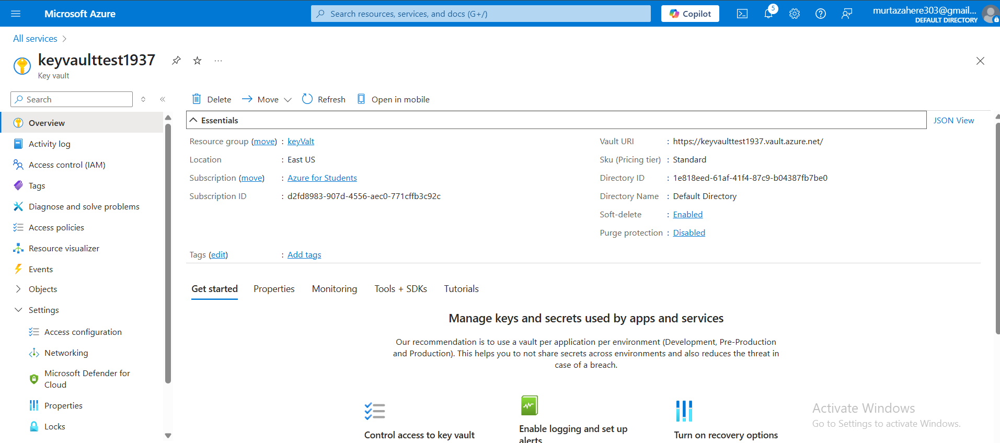 Microsoft Azure
Search resources, services, and docs (G+/)
Copilot
5
murtazahere303@gmail...
DEFAULT DIRECTORY
All services
keyvaulttest1937
Key vault
Search
Delete
Move
Refresh
Open in mobile
Overview
Activity log
Access control (IAM)
Tags
Diagnose and solve problems
Access policies
Resource visualizer
Events
Objects
Settings
Access configuration
Networking
Microsoft Defender for
Cloud
Properties
Locks
Essentials
JSON View
Resource group (move) : keyValt
Location : East US
Subscription (move) : Azure for Students
Subscription ID : d2fd8983-907d-4556-aec0-771cffb3c92c
Vault URI : https://keyvaulttest1937.vault.azure.net/
Sku (Pricing tier) : Standard
Directory ID : 1e818eed-61af-41f4-87c9-b04387fb7be0
Directory Name : Default Directory
Soft-delete : Enabled
Purge protection : Disabled
Tags (edit) : Add tags
Get started
Properties
Monitoring
Tools + SDKs
Tutorials
Manage keys and secrets used by apps and services
Our recommendation is to use a vault per application per environment (Development, Pre-Production
and Production). This helps you to not share secrets across environments and also reduces the threat in
case of a breach.
Control access to key vault
Enable logging and set up
alerts
Turn on recovery options
Activate Windows
Go to Settings to activate Windows.